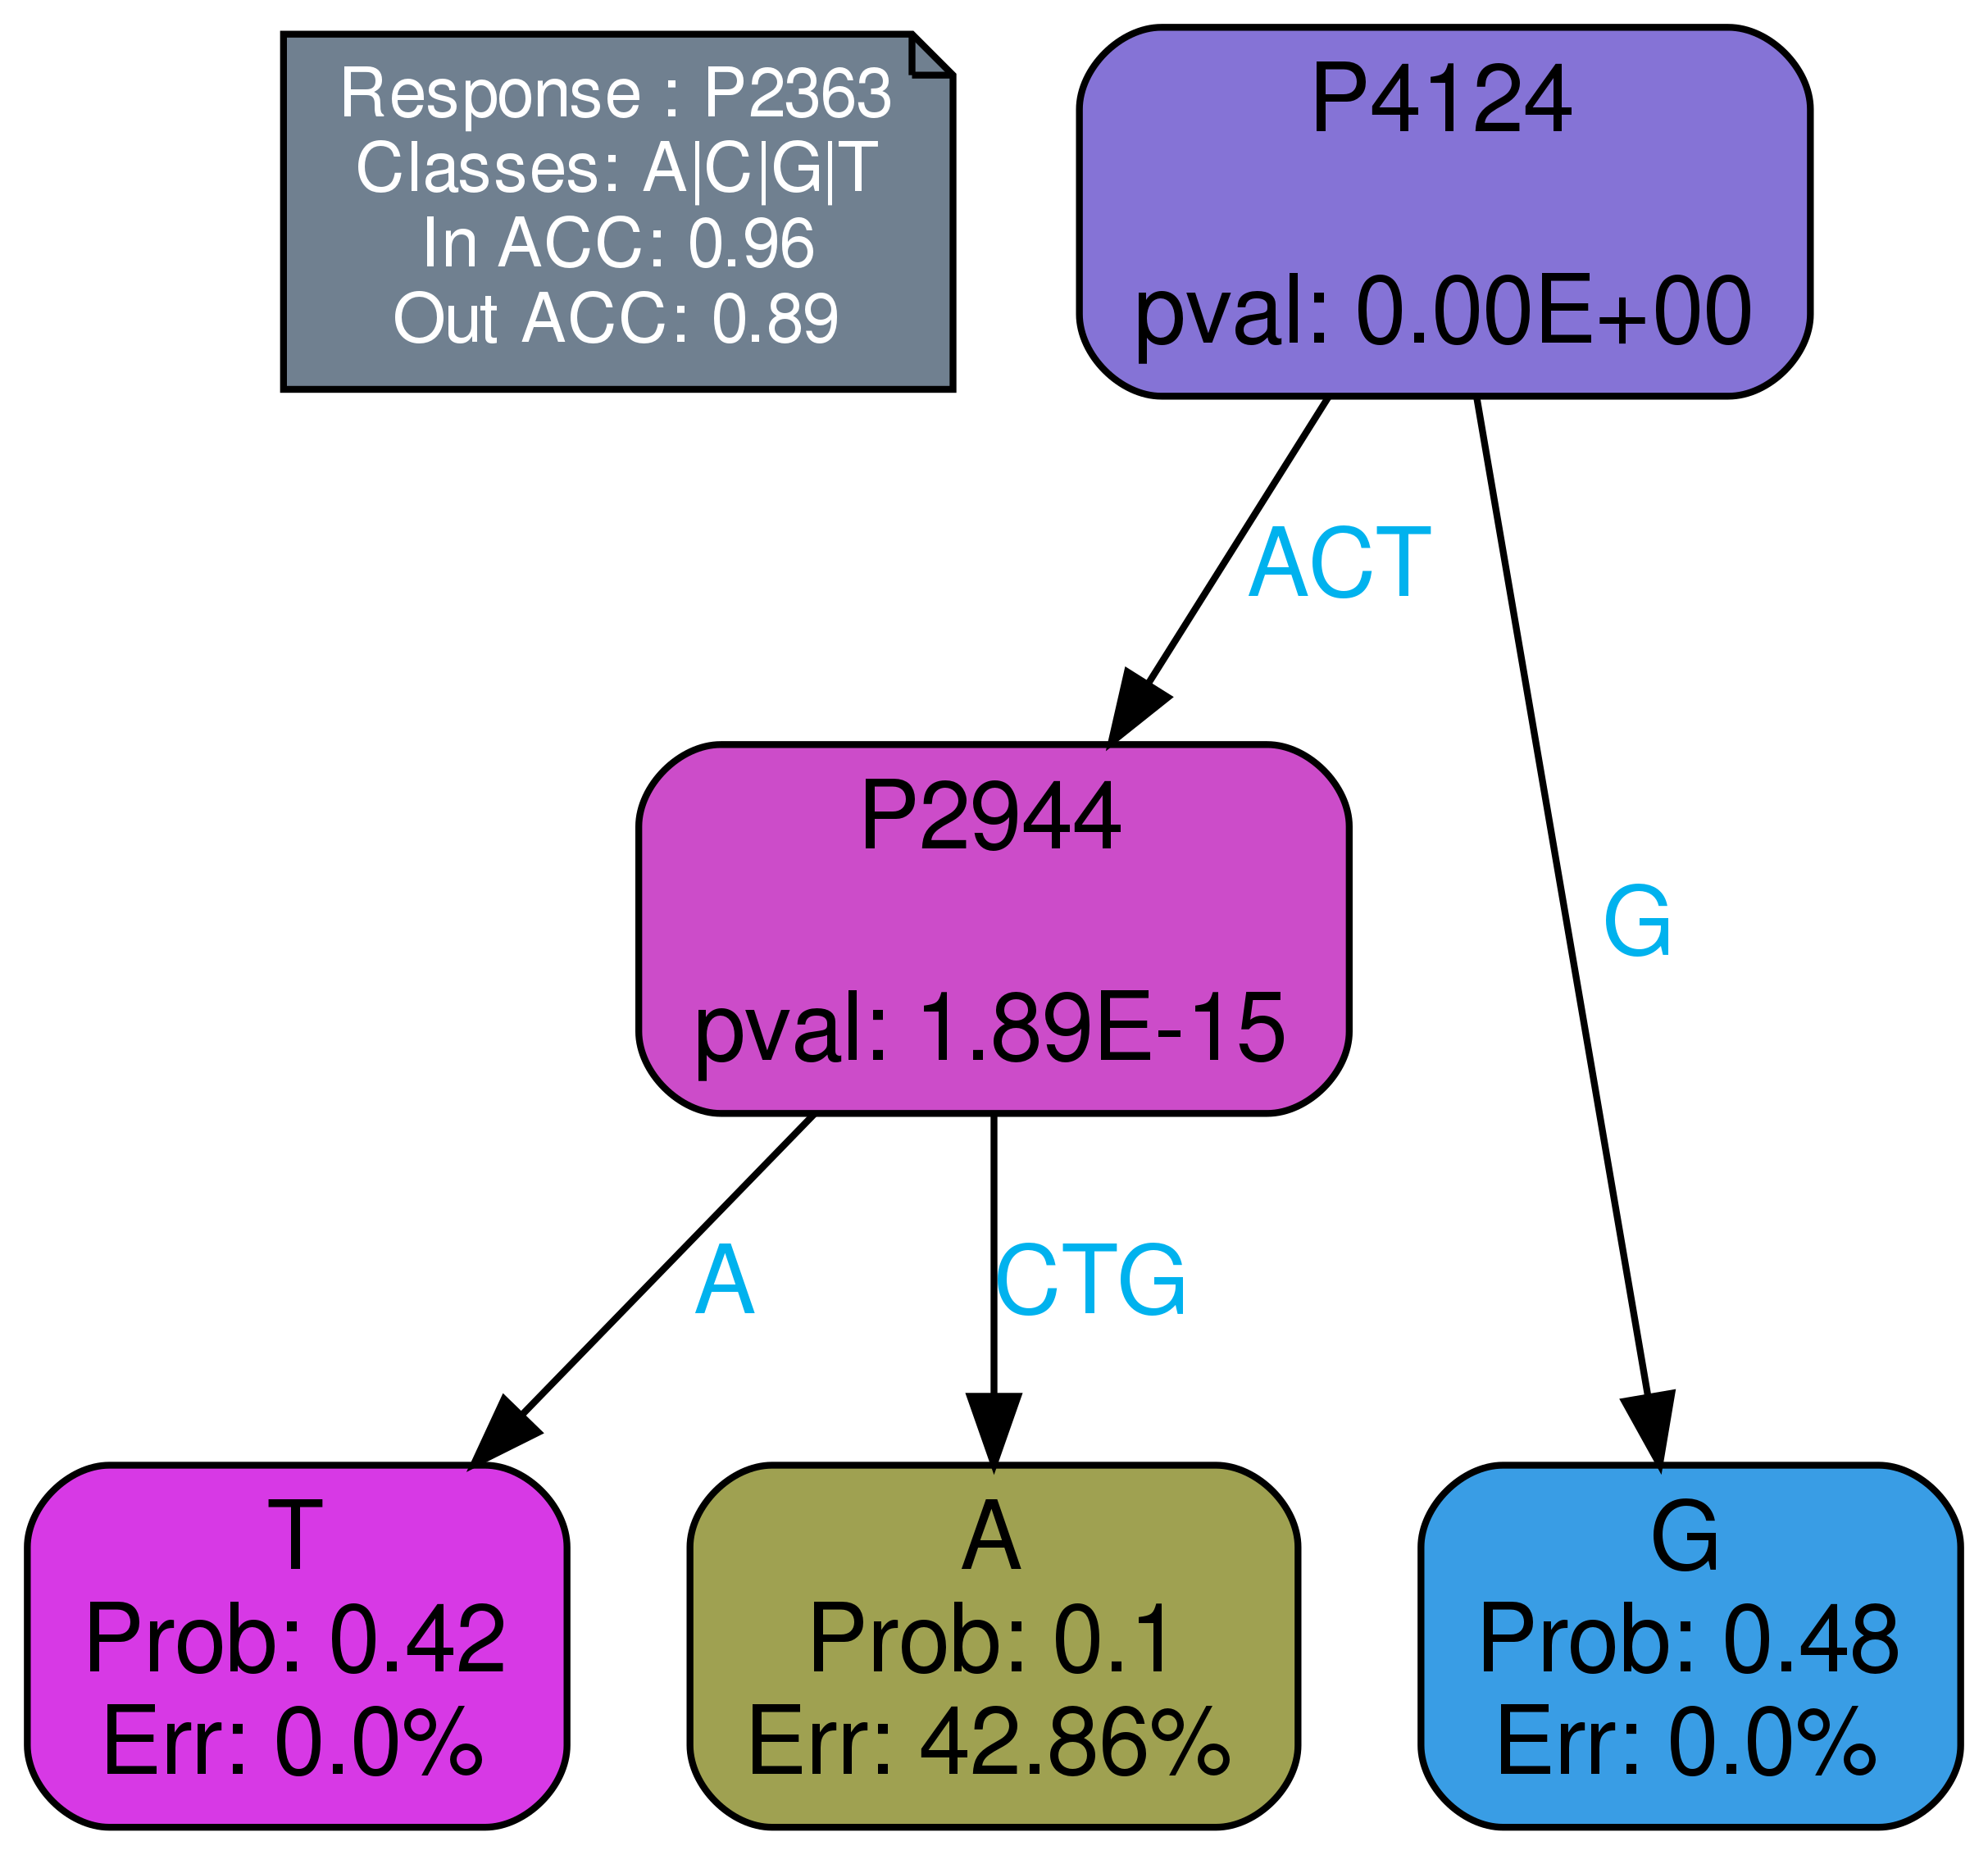 Response : P2363
Classes: A|C|G|T
In ACC: 0.96
Out ACC: 0.89
P4124
pval: 0.00E+00
ACT
P2944
pval: 1.89E-15
G
A
CTG
T
Prob: 0.42
Err: 0.0%
A
Prob: 0.1
Err: 42.86%
G
Prob: 0.48
Err: 0.0%